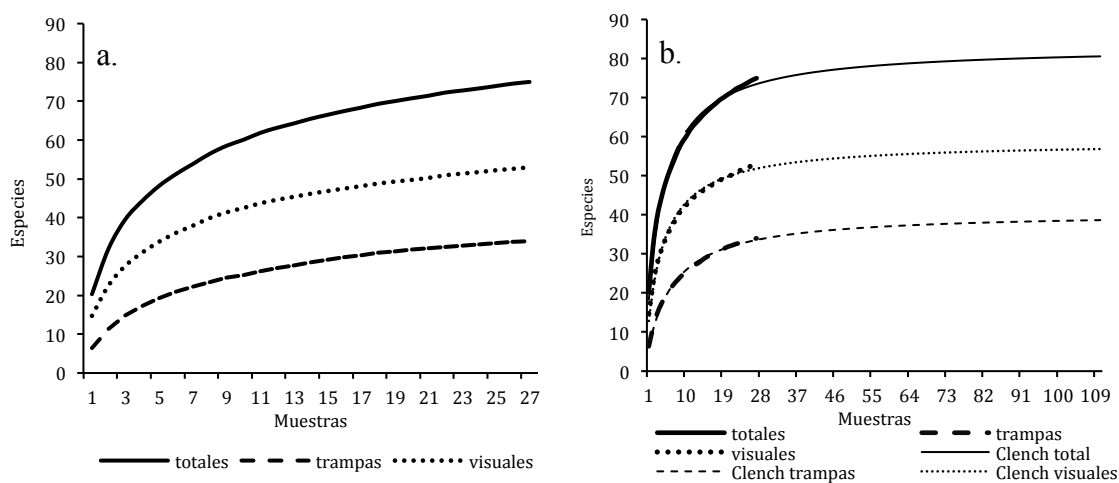 a.
90
80
70
60
50
40
30
20
10
0
Especies
1 3 5 7 9 11 13 15 17 19 21 23 25 27
Muestras
totales trampas visuales
b.
90
80
70
60
50
40
30
20
10
0
Especies
1 10 19 28 37 46 55 64 73 82 91 100 109
Muestras
totales trampas
visuales Clench total
Clench trampas Clench visuales